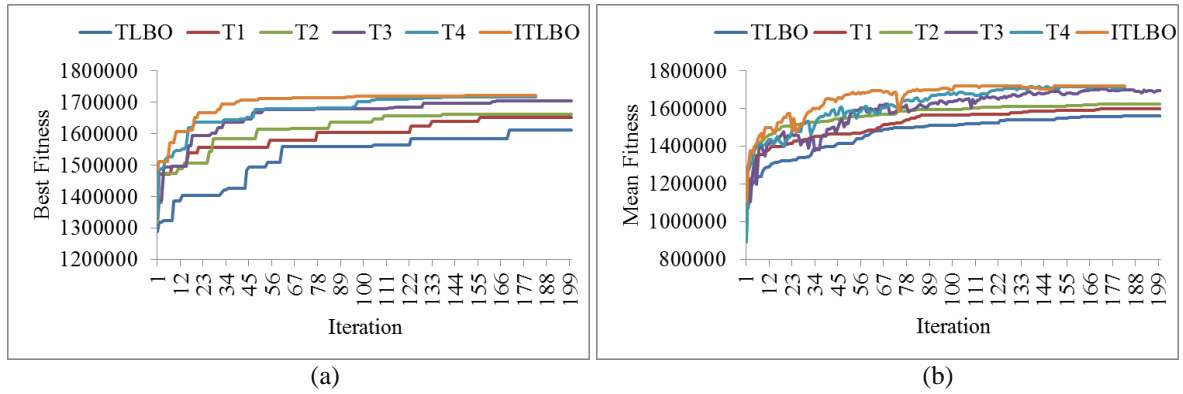 TLBO T1 T2 T3 T4 ITLBO
1800000
1700000
1600000
1500000
1400000
1300000
1200000
Best Fitness
1 12 23 34 45 56 67 78 89 100 111 122 133 144 155 166 177 188 199
Iteration
(a)
TLBO T1 T2 T3 T4 ITLBO
1800000
1600000
1400000
1200000
1000000
800000
Mean Fitness
1 12 23 34 45 56 67 78 89 100 111 122 133 144 155 166 177 188 199
Iteration
(b)